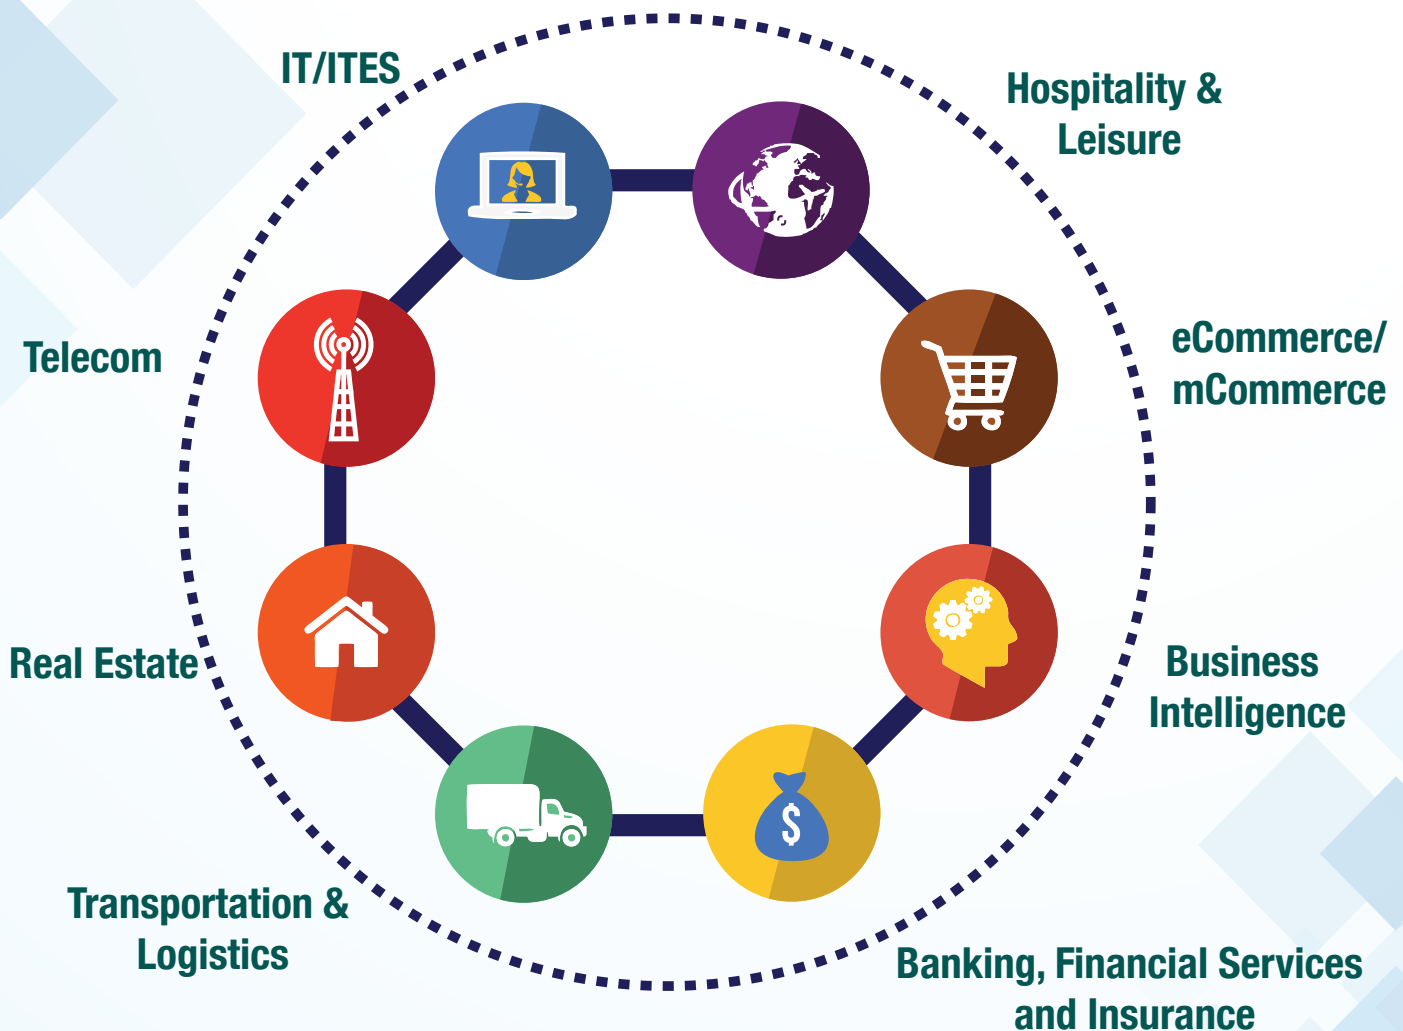 IT/ITES
Hospitality &
Leisure
Telecom
eCommerce/
mCommerce
Real Estate
Business
Intelligence
$
Transportation &
Logistics
Banking, Financial Services
and Insurance